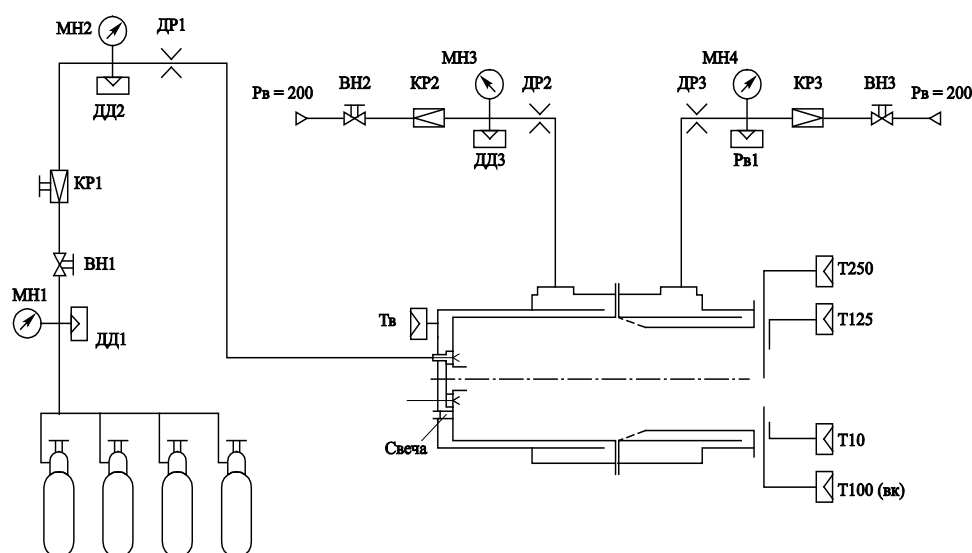 МН2
ДР1
ДД2
КР1
ВН1
МН1
ДД1
Рв = 200
ВН2
КР2
МН3
ДР2
ДД3
ДР3
МН4
КР3
ВН3
Рв = 200
Рв1
Тв
Свеча
Т250
Т125
Т10
Т100 (вк)